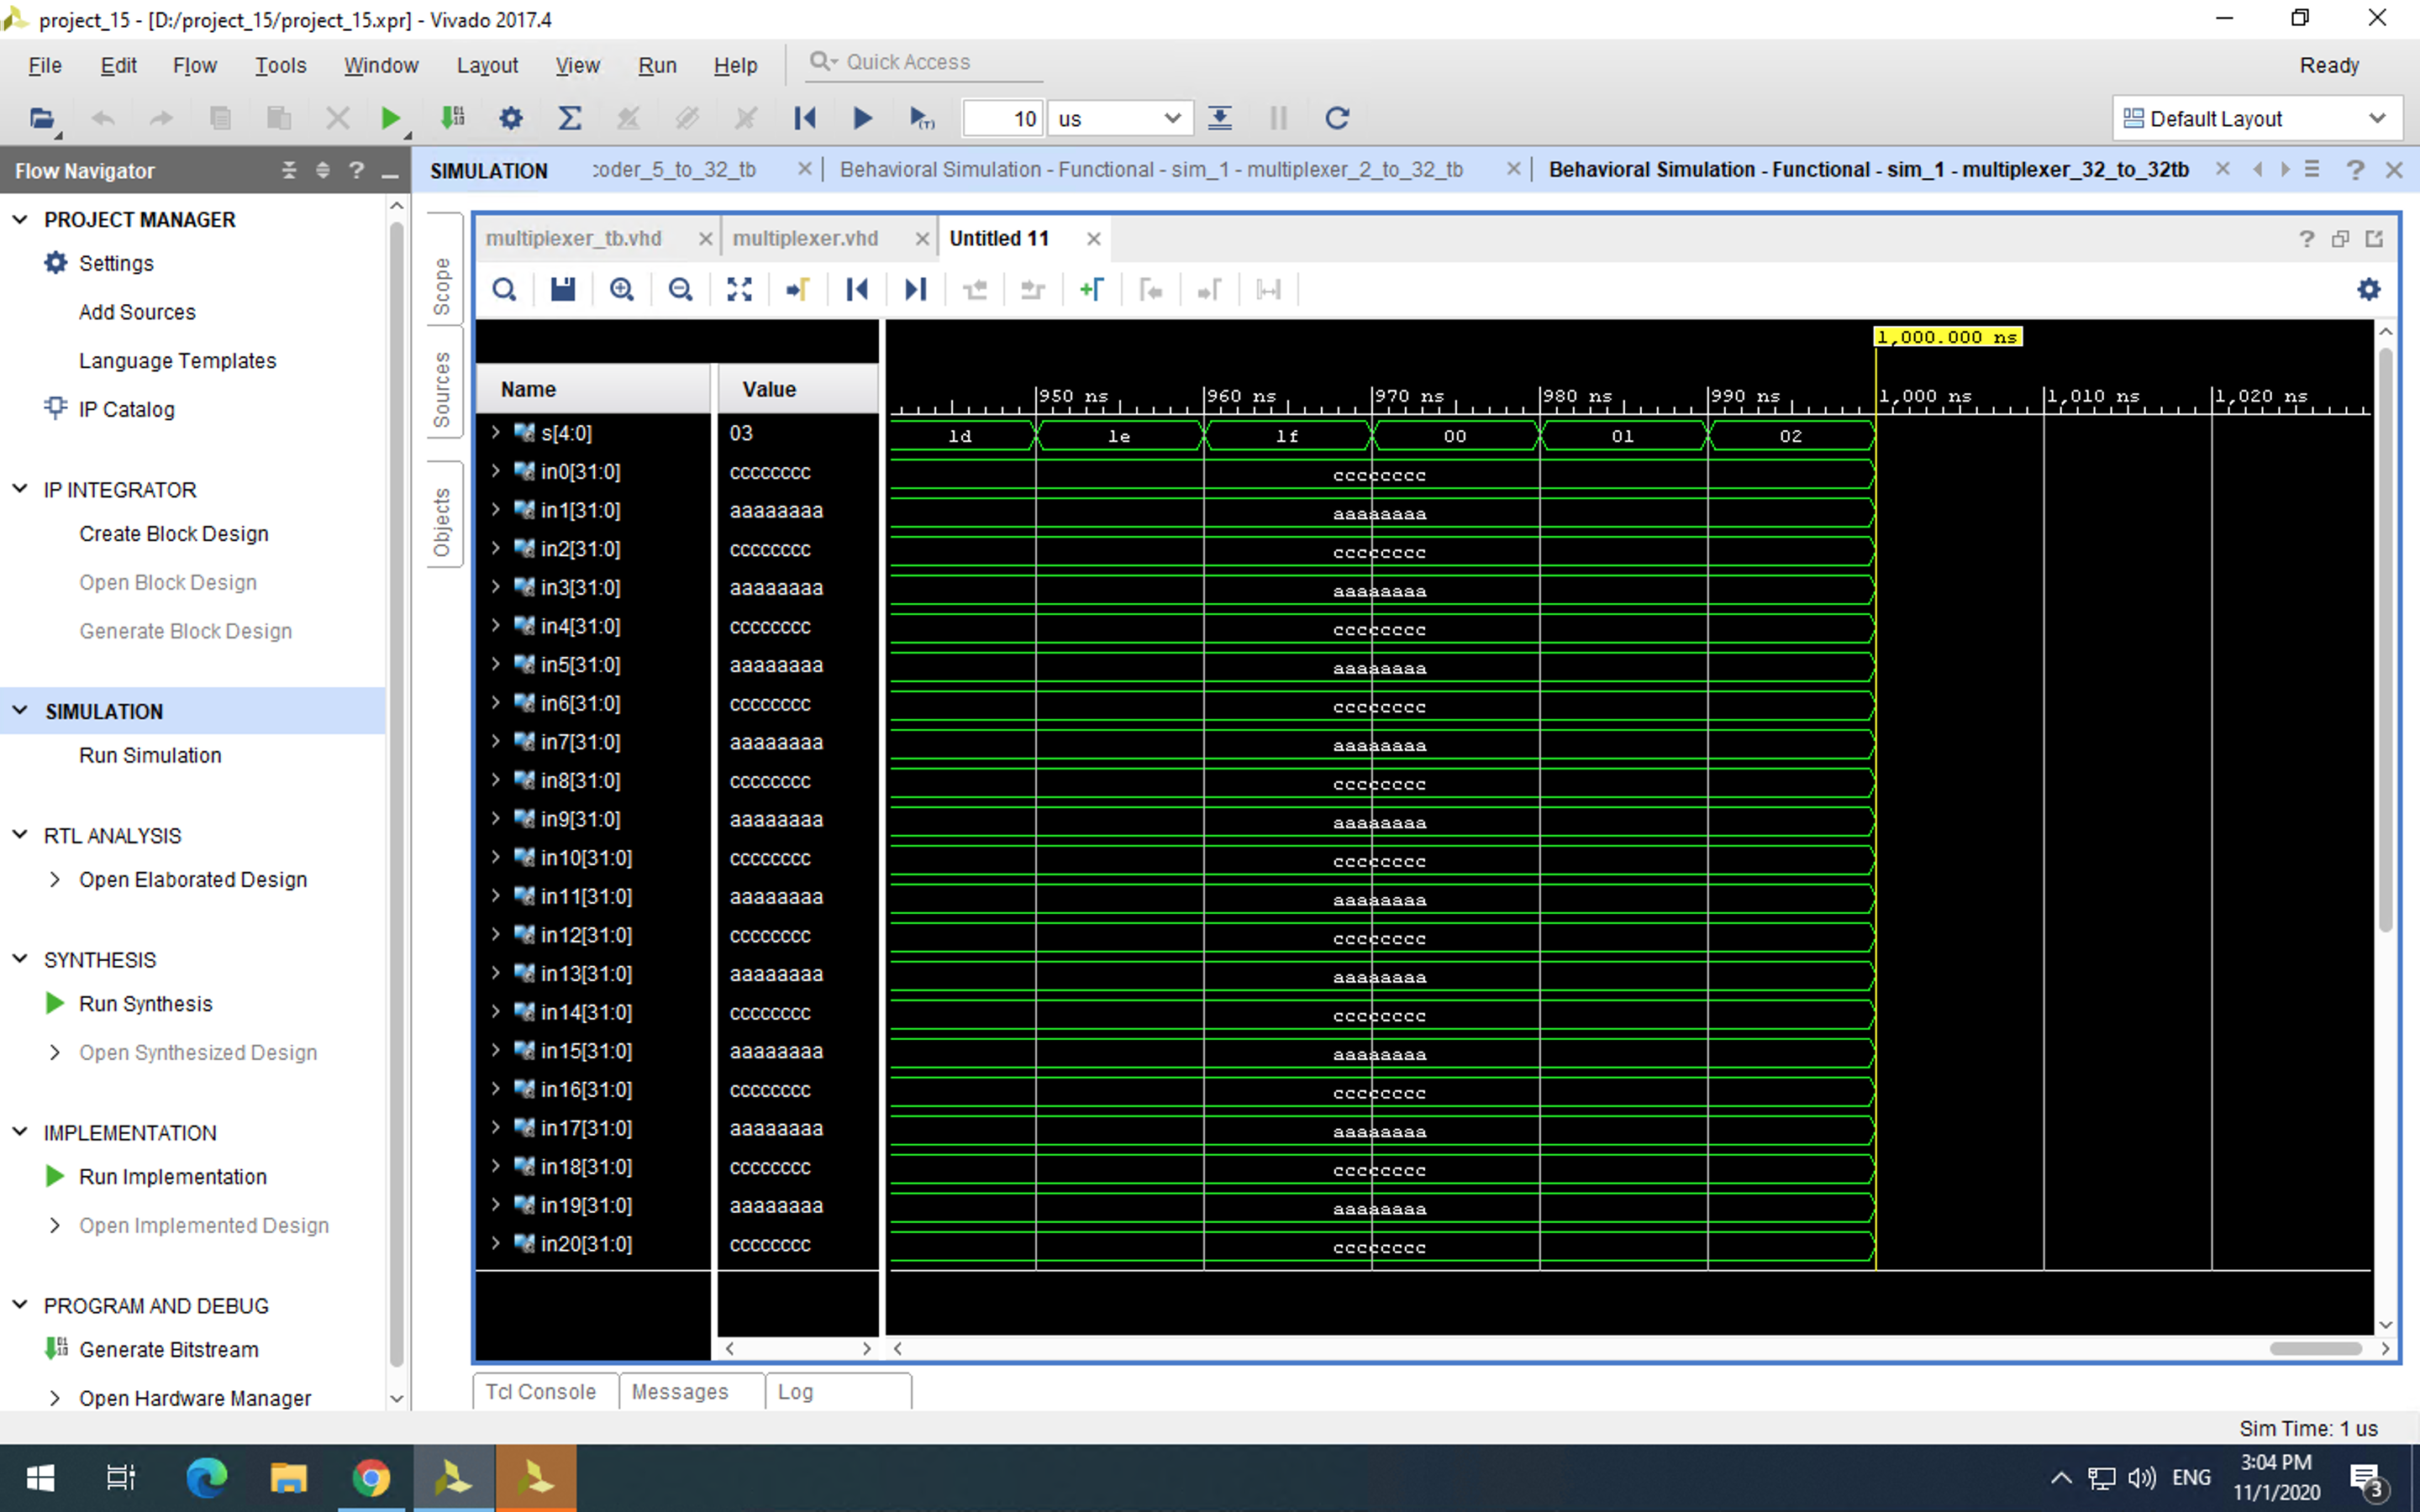 project_15 - [D:/project_15/project_15.xpr] - Vivado 2017.4
File Edit Flow Tools Window Layout View Run Help Quick Access Ready
10 us Default Layout
Flow Navigator
SIMULATION coder_5_to_32_tb Behavioral Simulation - Functional - sim_1 - multiplexer_2_to_32_tb Behavioral Simulation - Functional - sim_1 - multiplexer_32_to_32tb
PROJECT MANAGER
Settings
Add Sources
Language Templates
IP Catalog
IP INTEGRATOR
Create Block Design
Open Block Design
Generate Block Design
SIMULATION
Run Simulation
RTL ANALYSIS
Open Elaborated Design
SYNTHESIS
Run Synthesis
Open Synthesized Design
IMPLEMENTATION
Run Implementation
Open Implemented Design
PROGRAM AND DEBUG
Generate Bitstream
Open Hardware Manager
Scope
Sources
Objects
multiplexer_tb.vhd multiplexer.vhd Untitled 11
1,000.000 ns
Name Value 950 ns 960 ns 970 ns 980 ns 990 ns 1,000 ns 1,010 ns 1,020 ns
s[4:0] 03 1d 1e 1f 00 01 02
in0[31:0] cccccccc cccccccc
in1[31:0] aaaaaaaa aaaaaaaa
in2[31:0] cccccccc cccccccc
in3[31:0] aaaaaaaa aaaaaaaa
in4[31:0] cccccccc cccccccc
in5[31:0] aaaaaaaa aaaaaaaa
in6[31:0] cccccccc cccccccc
in7[31:0] aaaaaaaa aaaaaaaa
in8[31:0] cccccccc cccccccc
in9[31:0] aaaaaaaa aaaaaaaa
in10[31:0] cccccccc cccccccc
in11[31:0] aaaaaaaa aaaaaaaa
in12[31:0] cccccccc cccccccc
in13[31:0] aaaaaaaa aaaaaaaa
in14[31:0] cccccccc cccccccc
in15[31:0] aaaaaaaa aaaaaaaa
in16[31:0] cccccccc cccccccc
in17[31:0] aaaaaaaa aaaaaaaa
in18[31:0] cccccccc cccccccc
in19[31:0] aaaaaaaa aaaaaaaa
in20[31:0] cccccccc cccccccc
Tcl Console Messages Log
Sim Time: 1 us
ENG
3:04 PM
11/1/2020
3